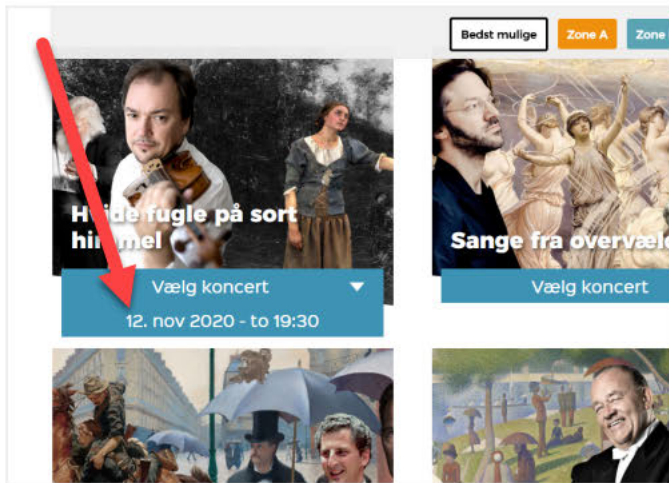 Bedst mulige
Zone A
Zone
Hvide fugle på sort
himmel
Vælg koncert
12. nov 2020 - to 19:30
Sange fra overvæld
Vælg koncert